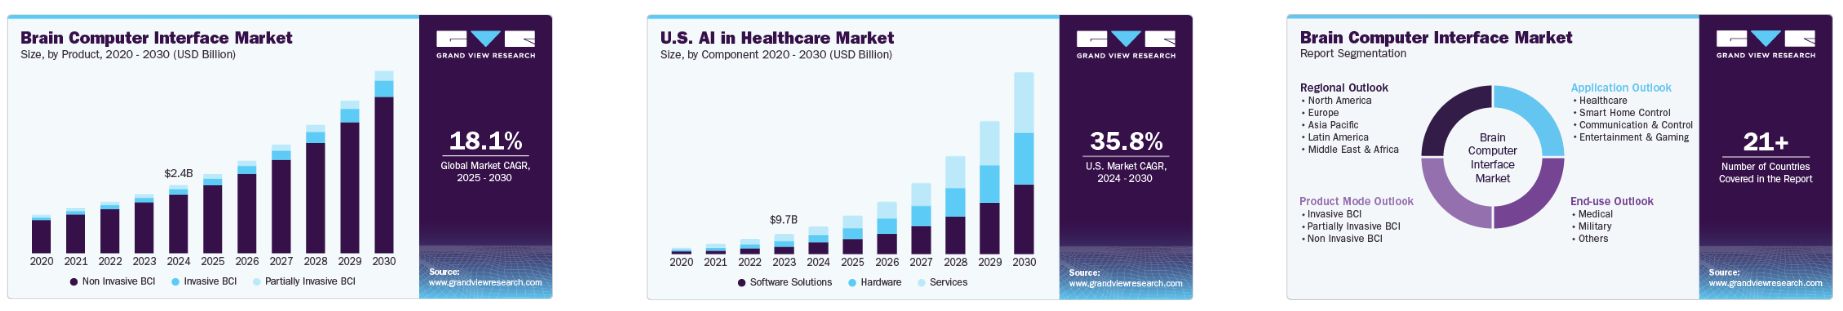 Brain Computer Interface Market
Size, by Product, 2020 - 2030 (USD Billion)
$2.4B
2020 2021 2022 2023 2024 2025 2026 2027 2028 2029 2030
Non Invasive BCI Invasive BCI Partially Invasive BCI
GRAND VIEW RESEARCH
18.1%
Global Market CAGR,
2025 - 2030
Source:
www.grandviewresearch.com
U.S. AI in Healthcare Market
Size, by Component 2020 - 2030 (USD Billion)
$9.7B
2020 2021 2022 2023 2024 2025 2026 2027 2028 2029 2030
Software Solutions Hardware Services
GRAND VIEW RESEARCH
35.8%
U.S. Market CAGR,
2024 - 2030
Source:
www.grandviewresearch.com
Brain Computer Interface Market
Report Segmentation
Regional Outlook
• North America
• Europe
• Asia Pacific
• Latin America
• Middle East & Africa
Product Mode Outlook
• Invasive BCI
• Partially Invasive BCI
• Non Invasive BCI
Brain
Computer
Interface
Market
Application Outlook
• Healthcare
• Smart Home Control
• Communication & Control
• Entertainment & Gaming
End-use Outlook
• Medical
• Military
• Others
GRAND VIEW RESEARCH
21+
Number of Countries
Covered in the Report
Source:
www.grandviewresearch.com